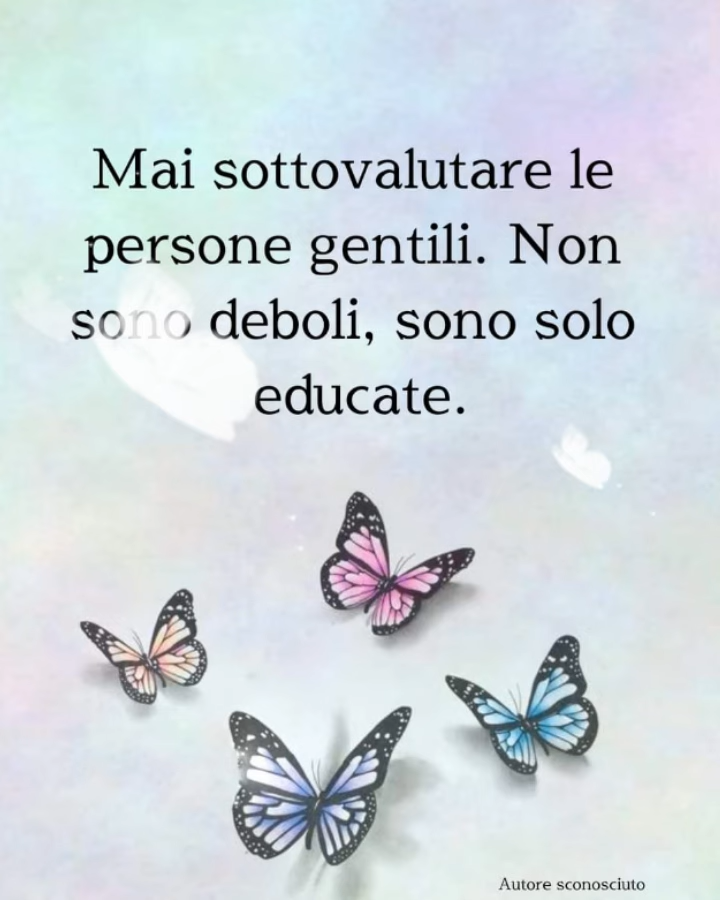 Mai sottovalutare le
persone gentili. Non
sono deboli, sono solo
educate.
Autore sconosciuto